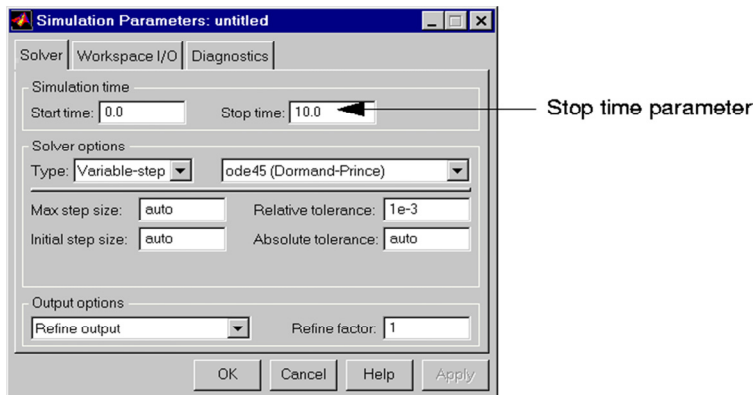 Simulation Parameters: untitled
Solver Workspace I/O Diagnostics
Simulation time
Start time: 0.0 Stop time: 10.0 Stop time parameter
Solver options
Type: Variable-step ode45 (Dormand-Prince)
Max step size: auto Relative tolerance: 1e-3
Initial step size: auto Absolute tolerance: auto
Output options
Refine output Refine factor: 1
OK Cancel Help Apply